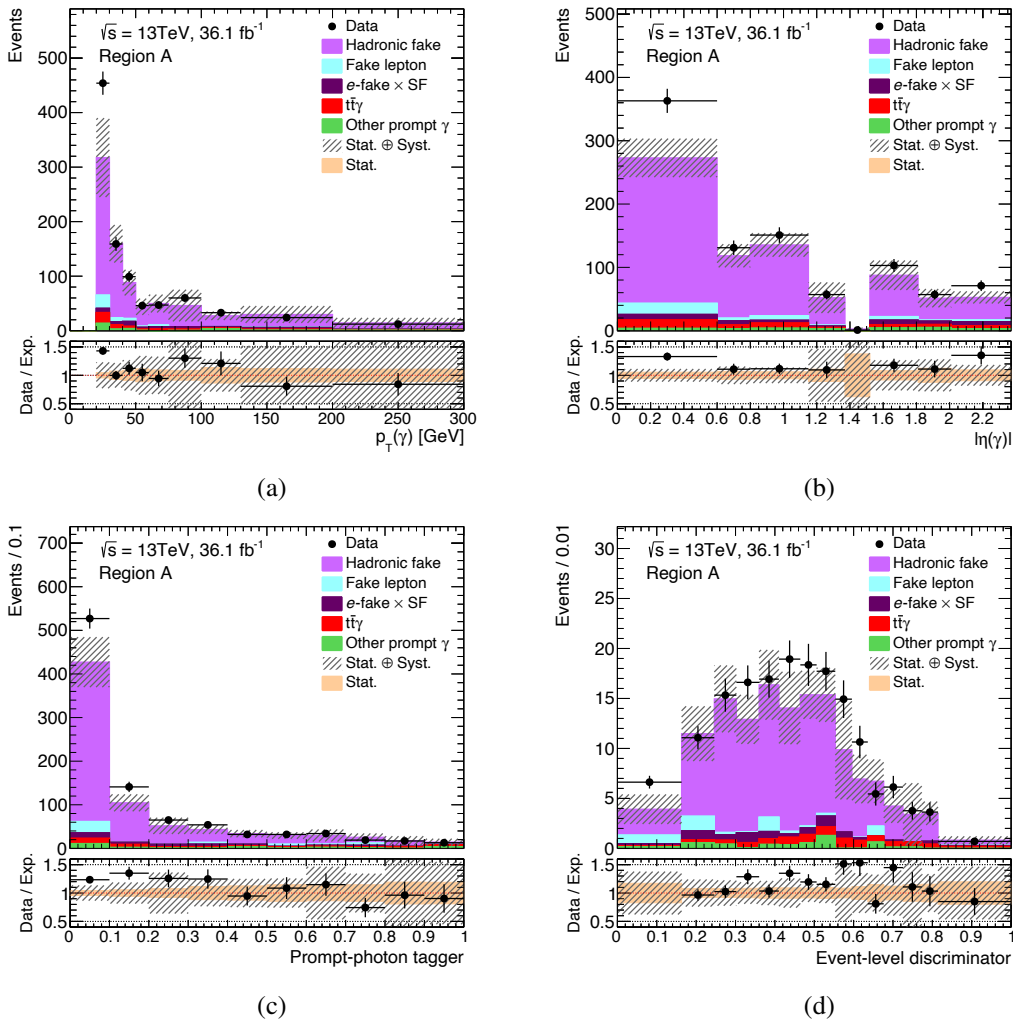 Events
√s = 13TeV, 36.1 fb⁻¹
Region A
Data
Hadronic fake
Fake lepton
e-fake × SF
tt̄γ
Other prompt γ
Stat. ⊕ Syst.
Stat.
500
400
300
200
100
0
Data / Exp.
1.5
1
0.5
0 50 100 150 200 250 300
p_T(γ) [GeV]
(a)
Events
√s = 13TeV, 36.1 fb⁻¹
Region A
Data
Hadronic fake
Fake lepton
e-fake × SF
tt̄γ
Other prompt γ
Stat. ⊕ Syst.
Stat.
500
400
300
200
100
0
Data / Exp.
1.5
1
0.5
0 0.2 0.4 0.6 0.8 1 1.2 1.4 1.6 1.8 2 2.2
|η(γ)|
(b)
Events / 0.1
√s = 13TeV, 36.1 fb⁻¹
Region A
Data
Hadronic fake
Fake lepton
e-fake × SF
tt̄γ
Other prompt γ
Stat. ⊕ Syst.
Stat.
700
600
500
400
300
200
100
0
Data / Exp.
1.5
1
0.5
0 0.1 0.2 0.3 0.4 0.5 0.6 0.7 0.8 0.9 1
Prompt-photon tagger
(c)
Events / 0.01
√s = 13TeV, 36.1 fb⁻¹
Region A
Data
Hadronic fake
Fake lepton
e-fake × SF
tt̄γ
Other prompt γ
Stat. ⊕ Syst.
Stat.
30
25
20
15
10
5
0
Data / Exp.
1.5
1
0.5
0 0.1 0.2 0.3 0.4 0.5 0.6 0.7 0.8 0.9 1
Event-level discriminator
(d)